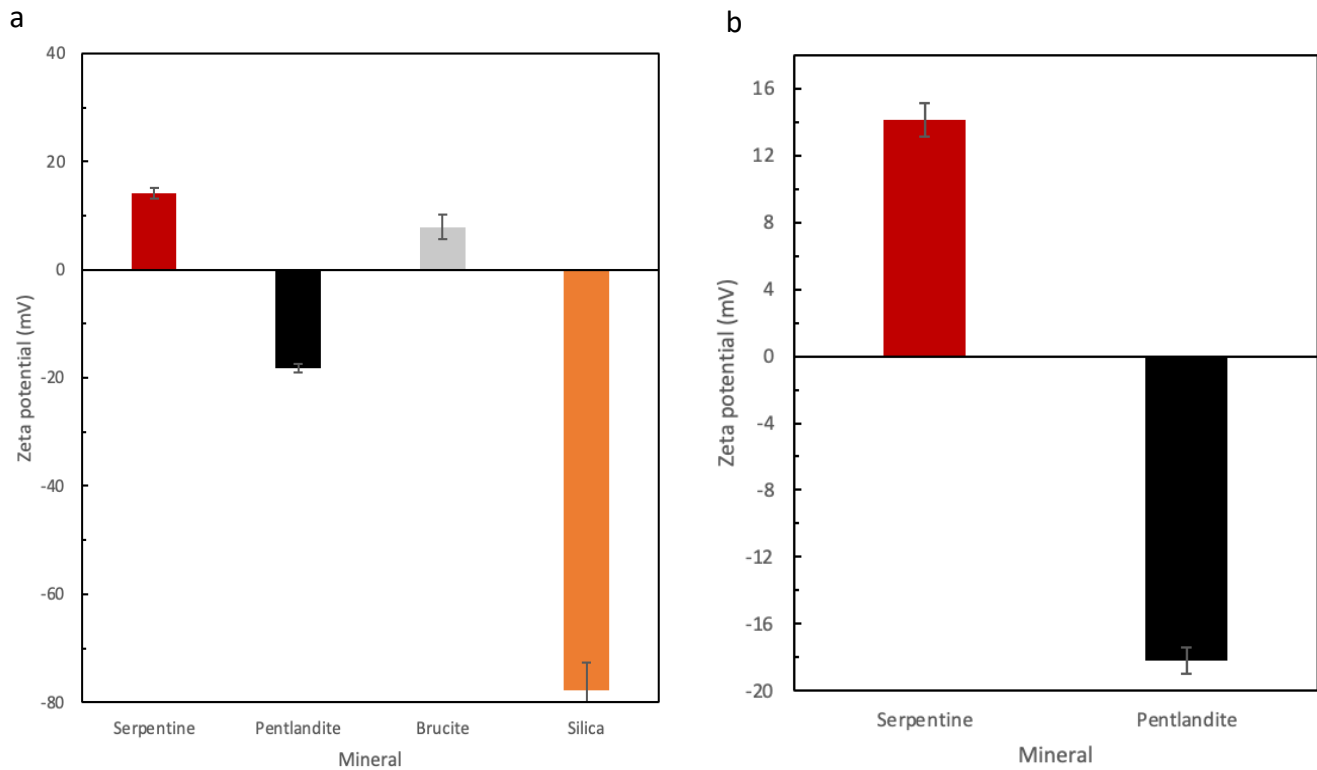 a
40
20
0
-20
-40
-60
-80
Zeta potential (mV)
Serpentine Pentlandite Brucite Silica
Mineral
b
16
12
8
4
0
-4
-8
-12
-16
-20
Zeta potential (mV)
Serpentine Pentlandite
Mineral